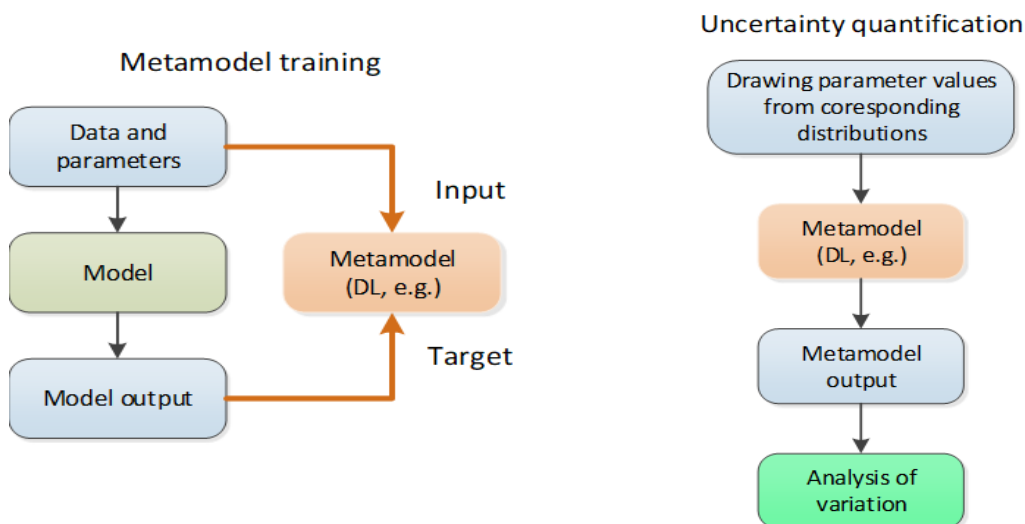 Metamodel training
Data and
parameters
Input
Model
Metamodel
(DL, e.g.)
Target
Model output
Uncertainty quantification
Drawing parameter values
from coresponding
distributions
Metamodel
(DL, e.g.)
Metamodel
output
Analysis of
variation